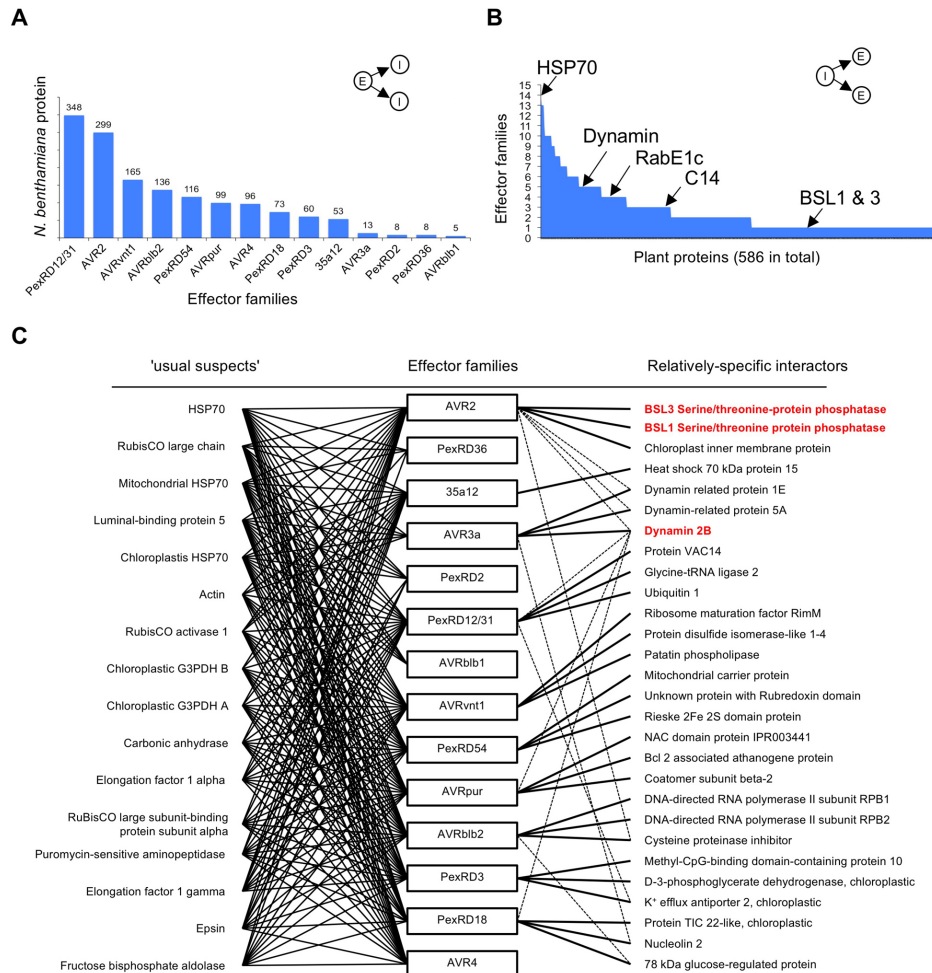 A
E
I
I
N. benthamiana protein
348
299
165
136
116
99
96
73
60
53
13
8
8
5
PexRD12/31
AVR2
AVRvnt1
AVRblb2
PexRD54
AVRpur
AVR4
PexRD18
PexRD3
35a12
AVR3a
PexRD2
PexRD36
AVRblb1
Effector families
B
I
E
E
HSP70
Dynamin
RabE1c
C14
BSL1 & 3
Effector families
15
14
13
12
11
10
9
8
7
6
5
4
3
2
1
0
Plant proteins (586 in total)
C
'usual suspects'
HSP70
RubisCO large chain
Mitochondrial HSP70
Luminal-binding protein 5
Chloroplastis HSP70
Actin
RubisCO activase 1
Chloroplastic G3PDH B
Chloroplastic G3PDH A
Carbonic anhydrase
Elongation factor 1 alpha
RuBisCO large subunit-binding
protein subunit alpha
Puromycin-sensitive aminopeptidase
Elongation factor 1 gamma
Epsin
Fructose bisphosphate aldolase
Effector families
AVR2
PexRD36
35a12
AVR3a
PexRD2
PexRD12/31
AVRblb1
AVRvnt1
PexRD54
AVRpur
AVRblb2
PexRD3
PexRD18
AVR4
Relatively-specific interactors
BSL3 Serine/threonine-protein phosphatase
BSL1 Serine/threonine protein phosphatase
Chloroplast inner membrane protein
Heat shock 70 kDa protein 15
Dynamin related protein 1E
Dynamin-related protein 5A
Dynamin 2B
Protein VAC14
Glycine-tRNA ligase 2
Ubiquitin 1
Ribosome maturation factor RimM
Protein disulfide isomerase-like 1-4
Patatin phospholipase
Mitochondrial carrier protein
Unknown protein with Rubredoxin domain
Rieske 2Fe 2S domain protein
NAC domain protein IPR003441
Bcl 2 associated athanogene protein
Coatomer subunit beta-2
DNA-directed RNA polymerase II subunit RPB1
DNA-directed RNA polymerase II subunit RPB2
Cysteine proteinase inhibitor
Methyl-CpG-binding domain-containing protein 10
D-3-phosphoglycerate dehydrogenase, chloroplastic
K⁺ efflux antiporter 2, chloroplastic
Protein TIC 22-like, chloroplastic
Nucleolin 2
78 kDa glucose-regulated protein